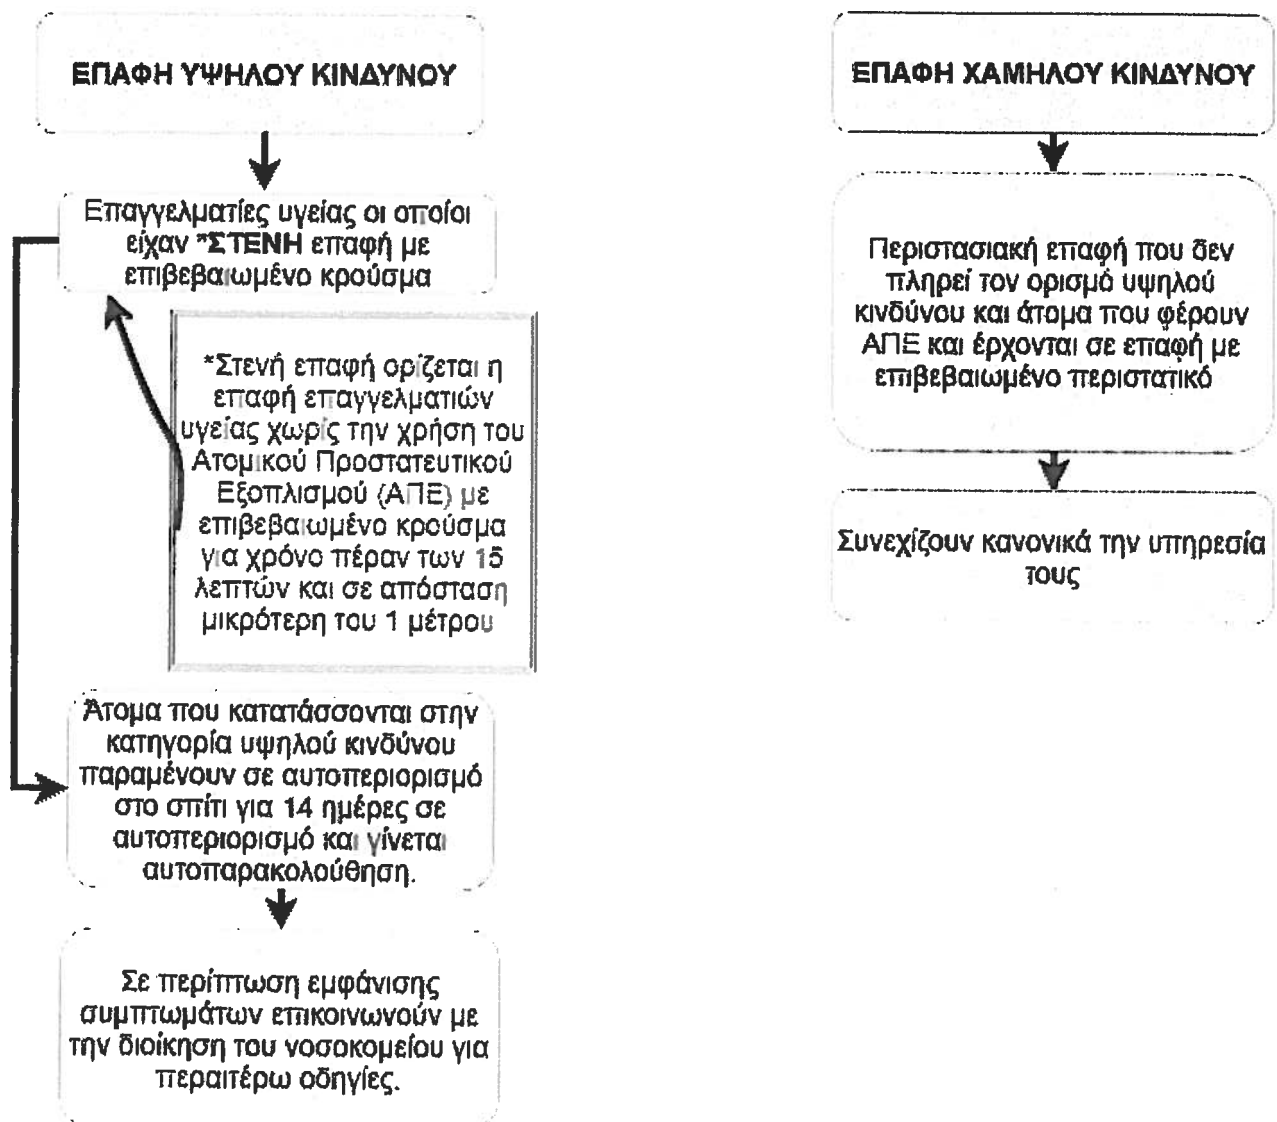 ΕΠΑΦΗ ΥΨΗΛΟΥ ΚΙΝΔΥΝΟΥ
Επαγγελματίες υγείας οι οποίοι
είχαν *ΣΤΕΝΗ επαφή με
επιβεβαιωμένο κρούσμα
*Στενή επαφή ορίζεται η
επαφή επαγγελματιών
υγείας χωρίς την χρήση του
Ατομικού Προστατευτικού
Εξοπλισμού (ΑΠΕ) με
επιβεβαιωμένο κρούσμα
για χρόνο πέραν των 15
λεπτών και σε απόσταση
μικρότερη του 1 μέτρου
Άτομα που κατατάσσονται στην
κατηγορία υψηλού κινδύνου
παραμένουν σε αυτοπεριορισμό
στο σπίτι για 14 ημέρες σε
αυτοπεριορισμό και γίνεται
αυτοπαρακολούθηση.
Σε περίπτωση εμφάνισης
συμπτωμάτων επικοινωνούν με
την διοίκηση του νοσοκομείου για
περαιτέρω οδηγίες.
ΕΠΑΦΗ ΧΑΜΗΛΟΥ ΚΙΝΔΥΝΟΥ
Περιστασιακή επαφή που δεν
πληρεί τον ορισμό υψηλού
κινδύνου και άτομα που φέρουν
ΑΠΕ και έρχονται σε επαφή με
επιβεβαιωμένο περιστατικό
Συνεχίζουν κανονικά την υπηρεσία
τους